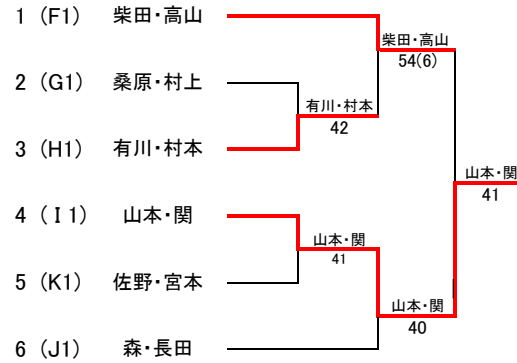 1 (F1) 柴田・高山
柴田・高山
54(6)
2 (G1) 桑原・村上
有川・村本
42
3 (H1) 有川・村本
山本・関
41
4 (I 1) 山本・関
山本・関
41
5 (K1) 佐野・宮本
山本・関
40
6 (J1) 森・長田